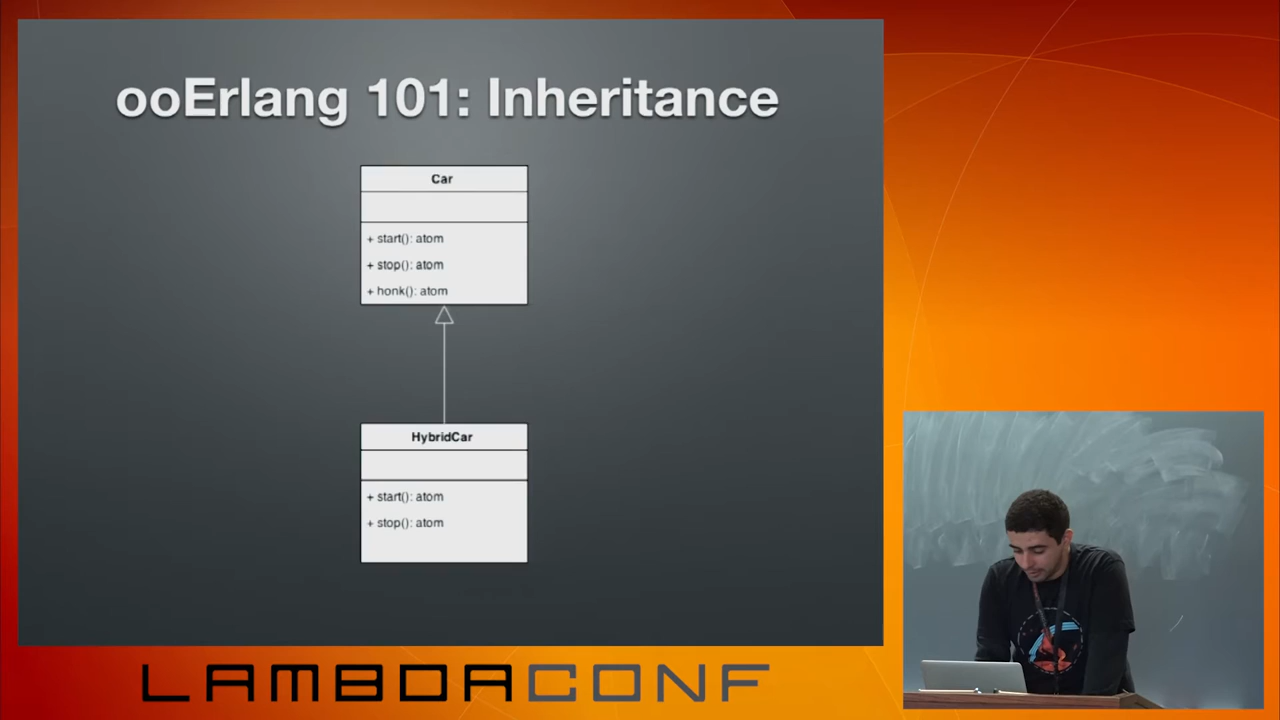 ooErlang 101: Inheritance
Car
+ start(): atom
+ stop(): atom
+ honk(): atom
HybridCar
+ start(): atom
+ stop(): atom
LAMBDACONF